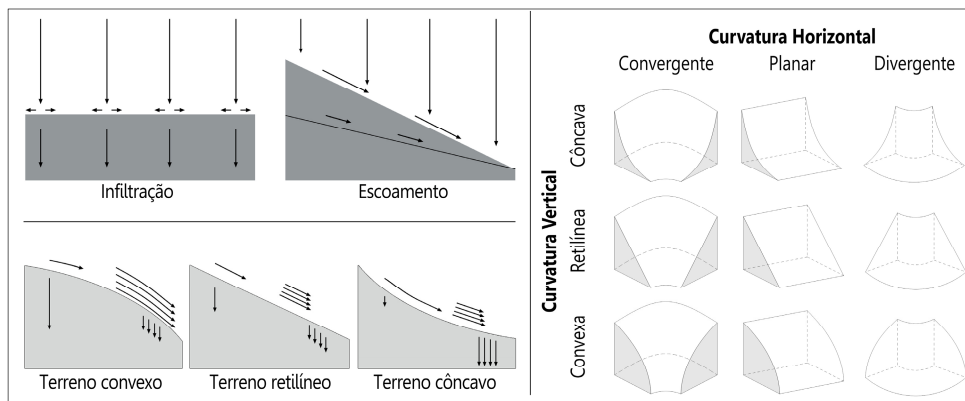 Infiltração
Escoamento
Terreno convexo
Terreno retilíneo
Terreno côncavo
Curvatura Horizontal
Convergente
Planar
Divergente
Curvatura Vertical
Côncava
Retilínea
Convexa